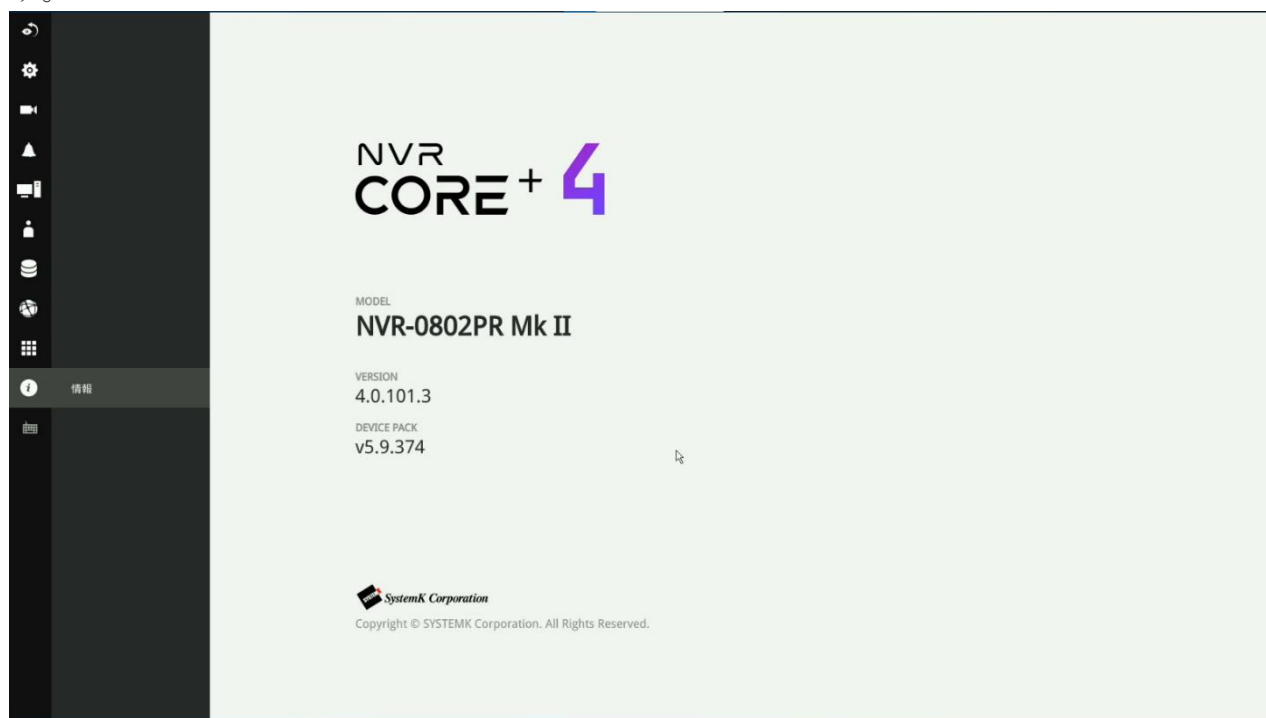 情報
NVR
CORE+ 4
MODEL
NVR-0802PR Mk II
VERSION
4.0.101.3
DEVICE PACK
v5.9.374
SystemK Corporation
Copyright © SYSTEMK Corporation. All Rights Reserved.